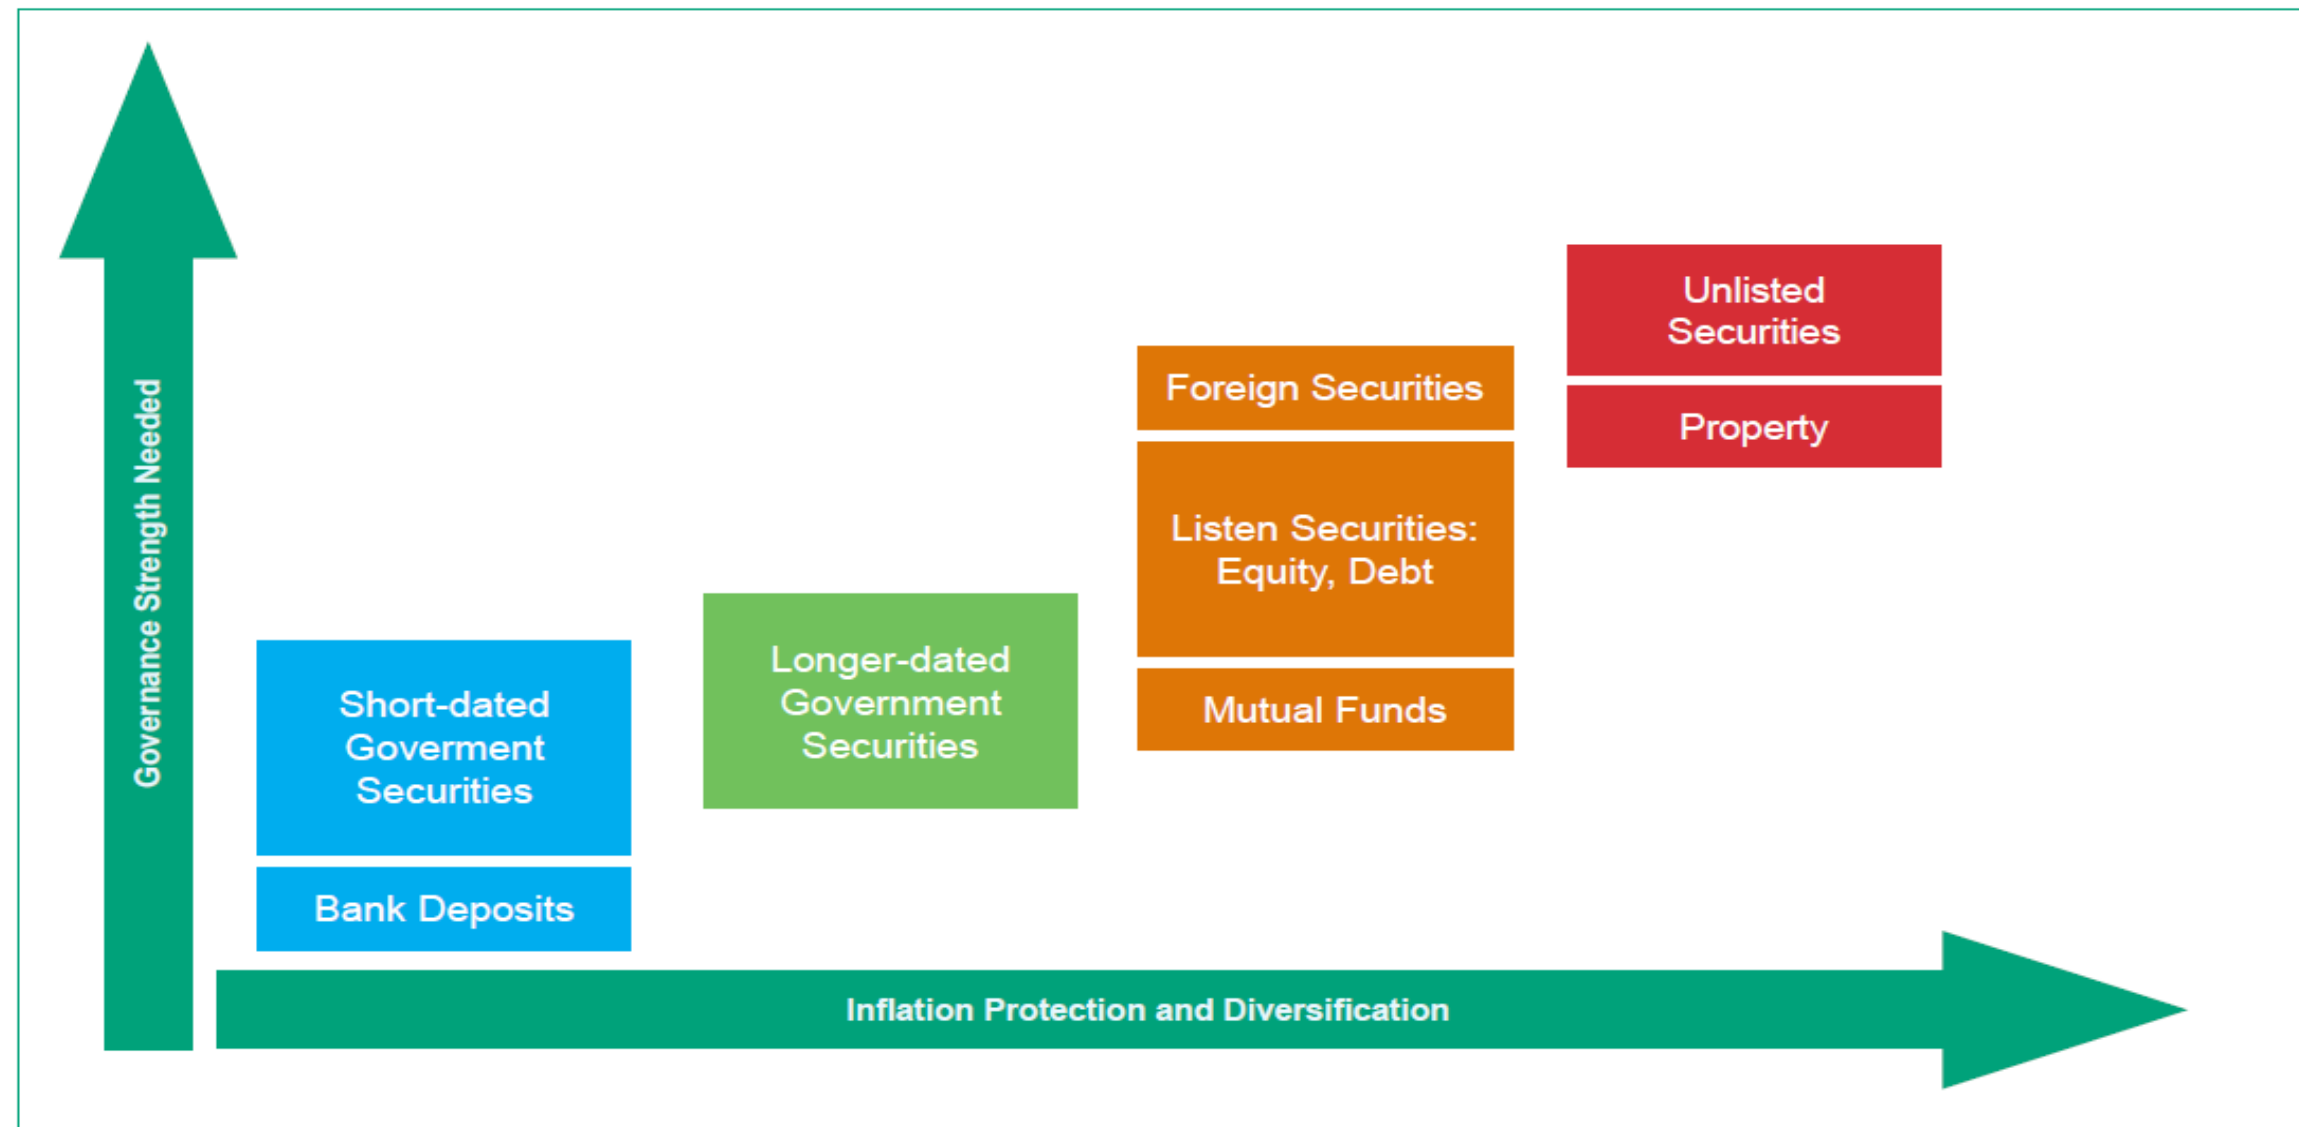 Governance Strength Needed
Unlisted
Securities
Property
Foreign Securities
Listen Securities:
Equity, Debt
Mutual Funds
Longer-dated
Government
Securities
Short-dated
Goverment
Securities
Bank Deposits
Inflation Protection and Diversification